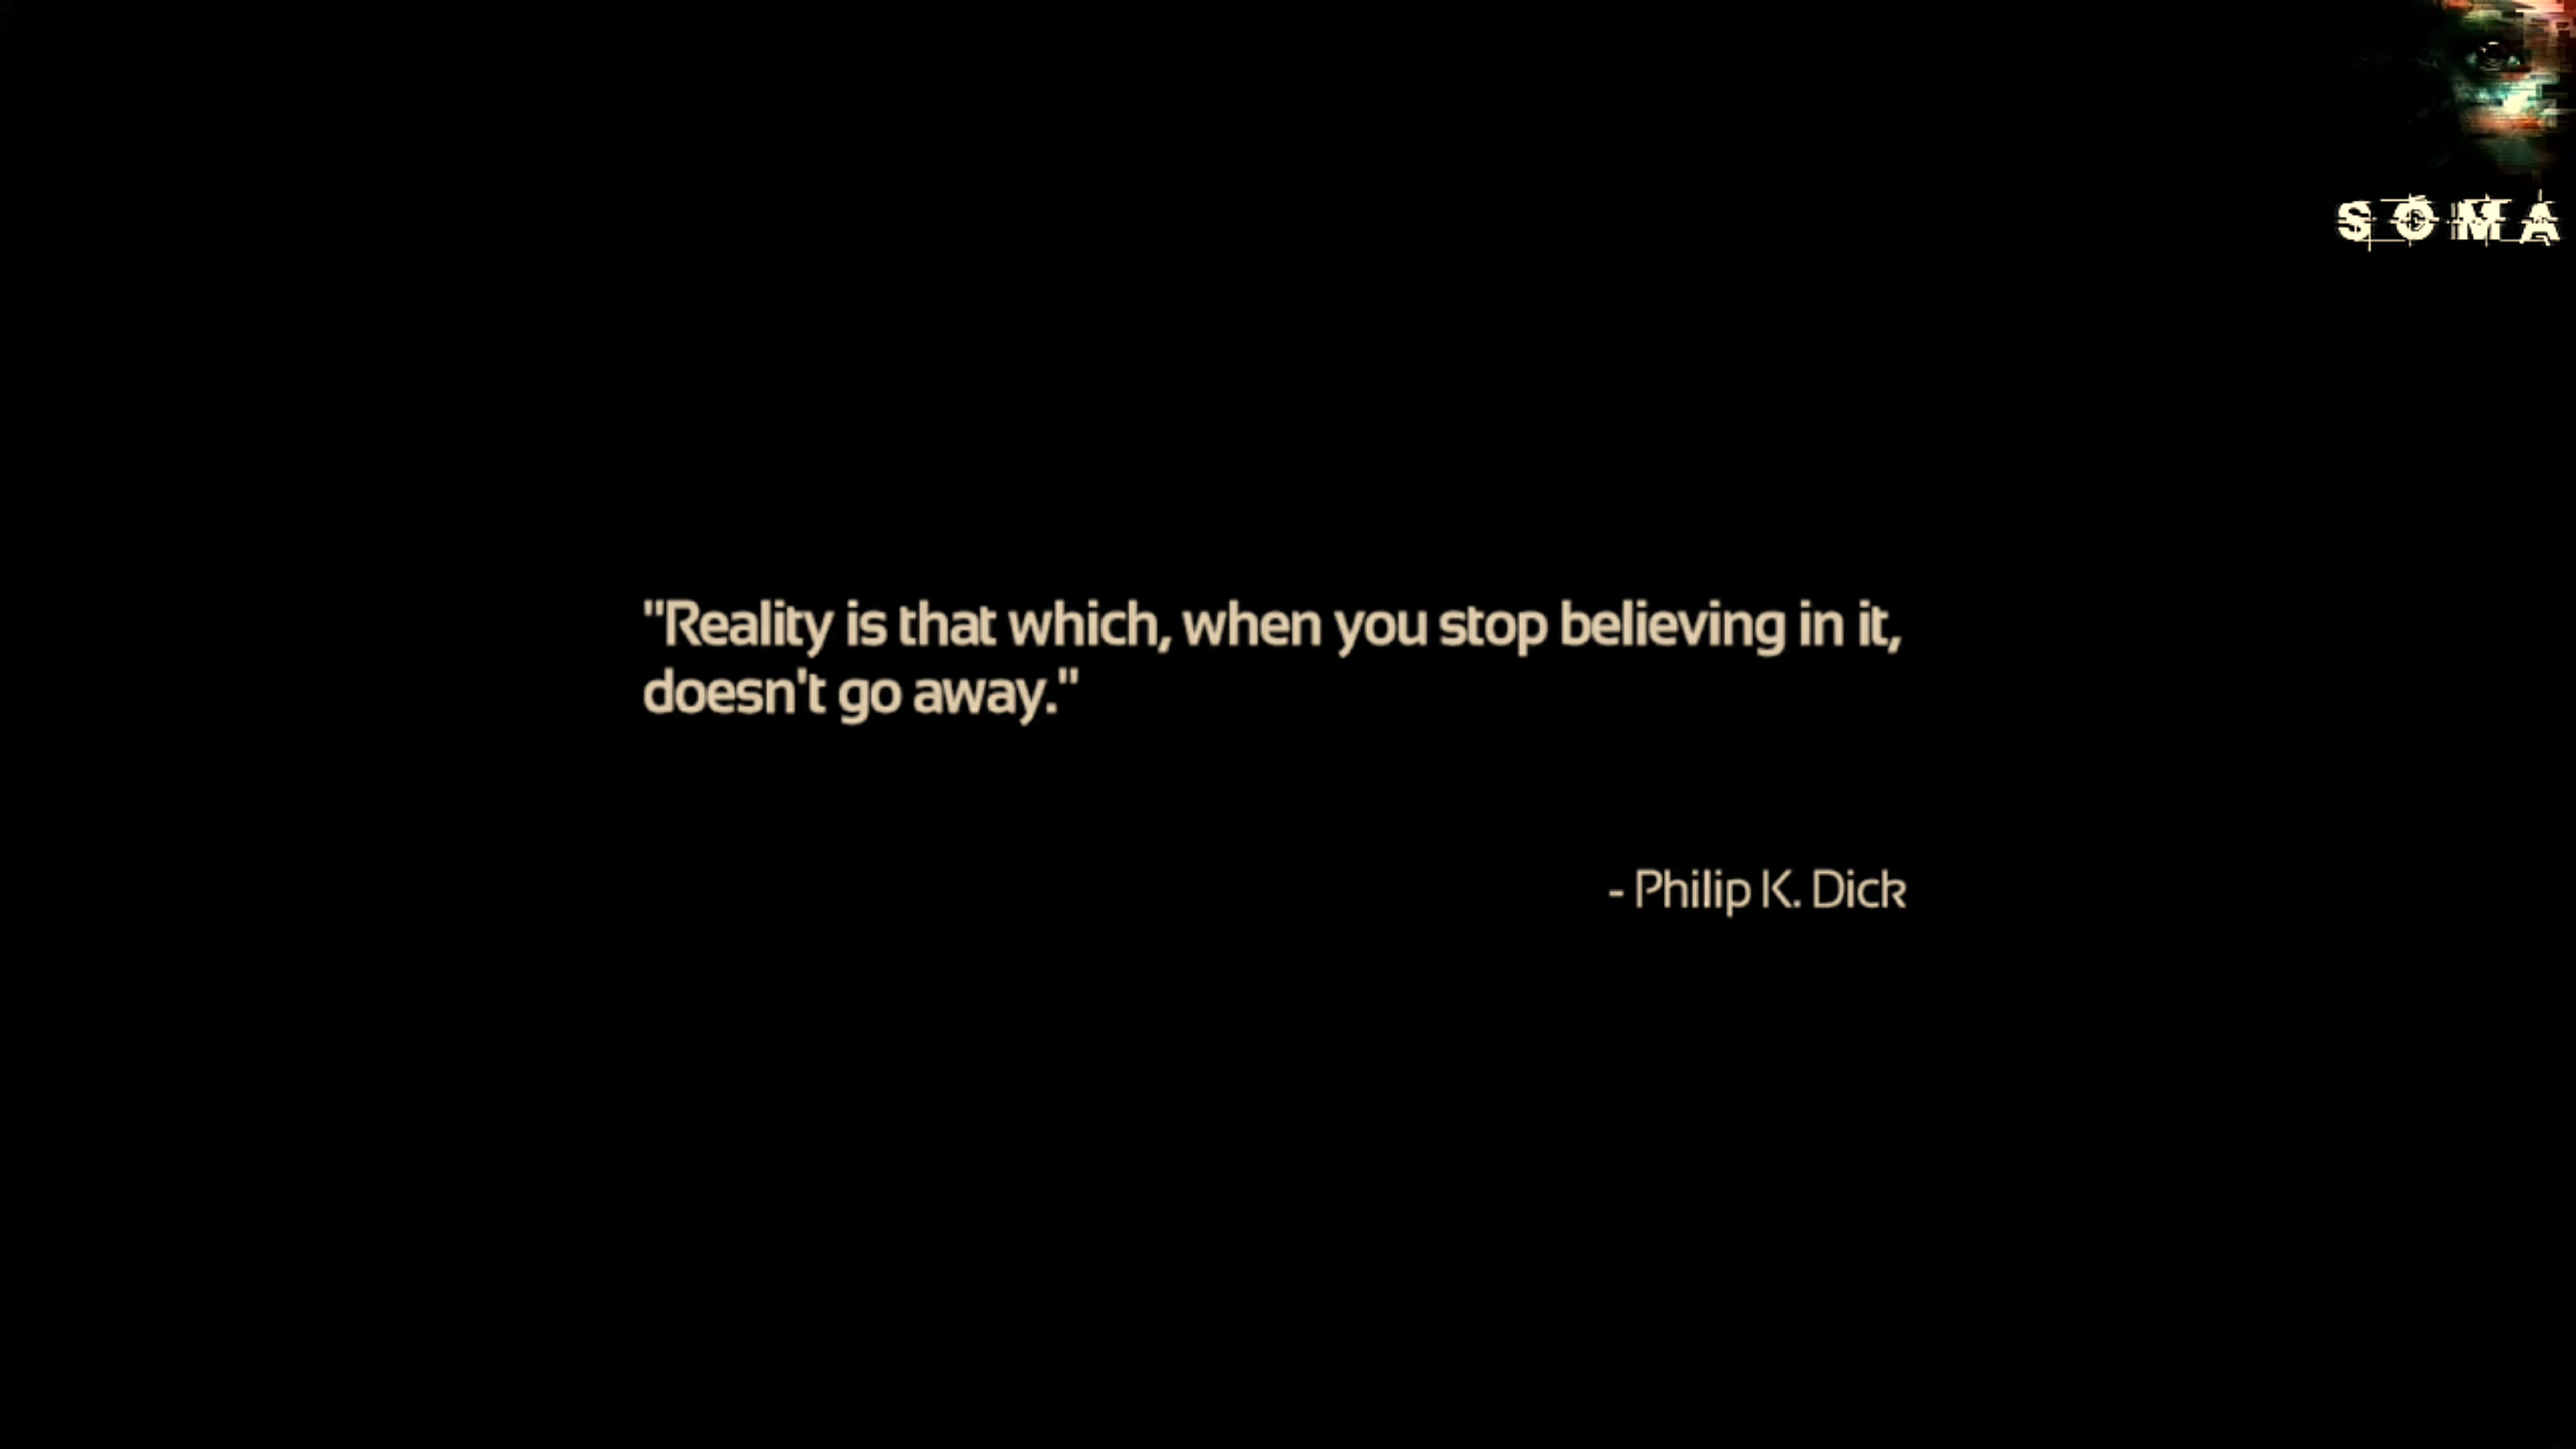 SOMA
"Reality is that which, when you stop believing in it,
doesn't go away."
- Philip K. Dick